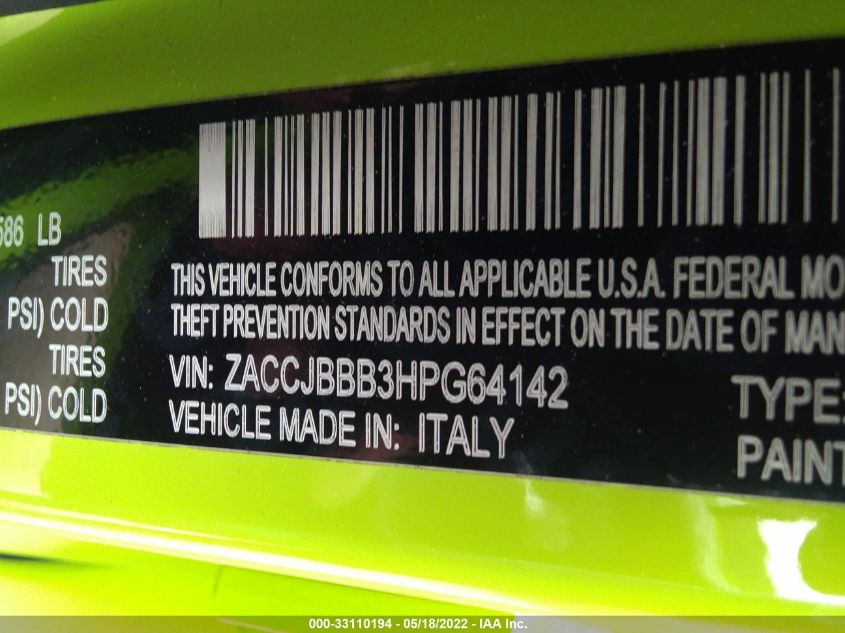 586 LB
TIRES
PSI) COLD
TIRES
PSI) COLD
THIS VEHICLE CONFORMS TO ALL APPLICABLE U.S.A. FEDERAL MO
THEFT PREVENTION STANDARDS IN EFFECT ON THE DATE OF MAN
VIN: ZACCJBBB3HPG64142
VEHICLE MADE IN: ITALY
TYPE:
PAINT
000-33110194 - 05/18/2022 - IAA Inc.